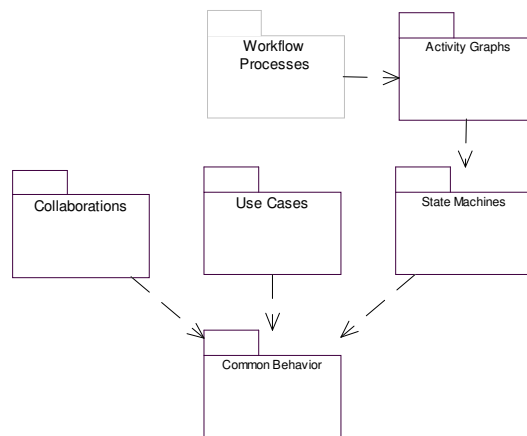 Workflow
Processes
Activity Graphs
Collaborations
Use Cases
State Machines
Common Behavior